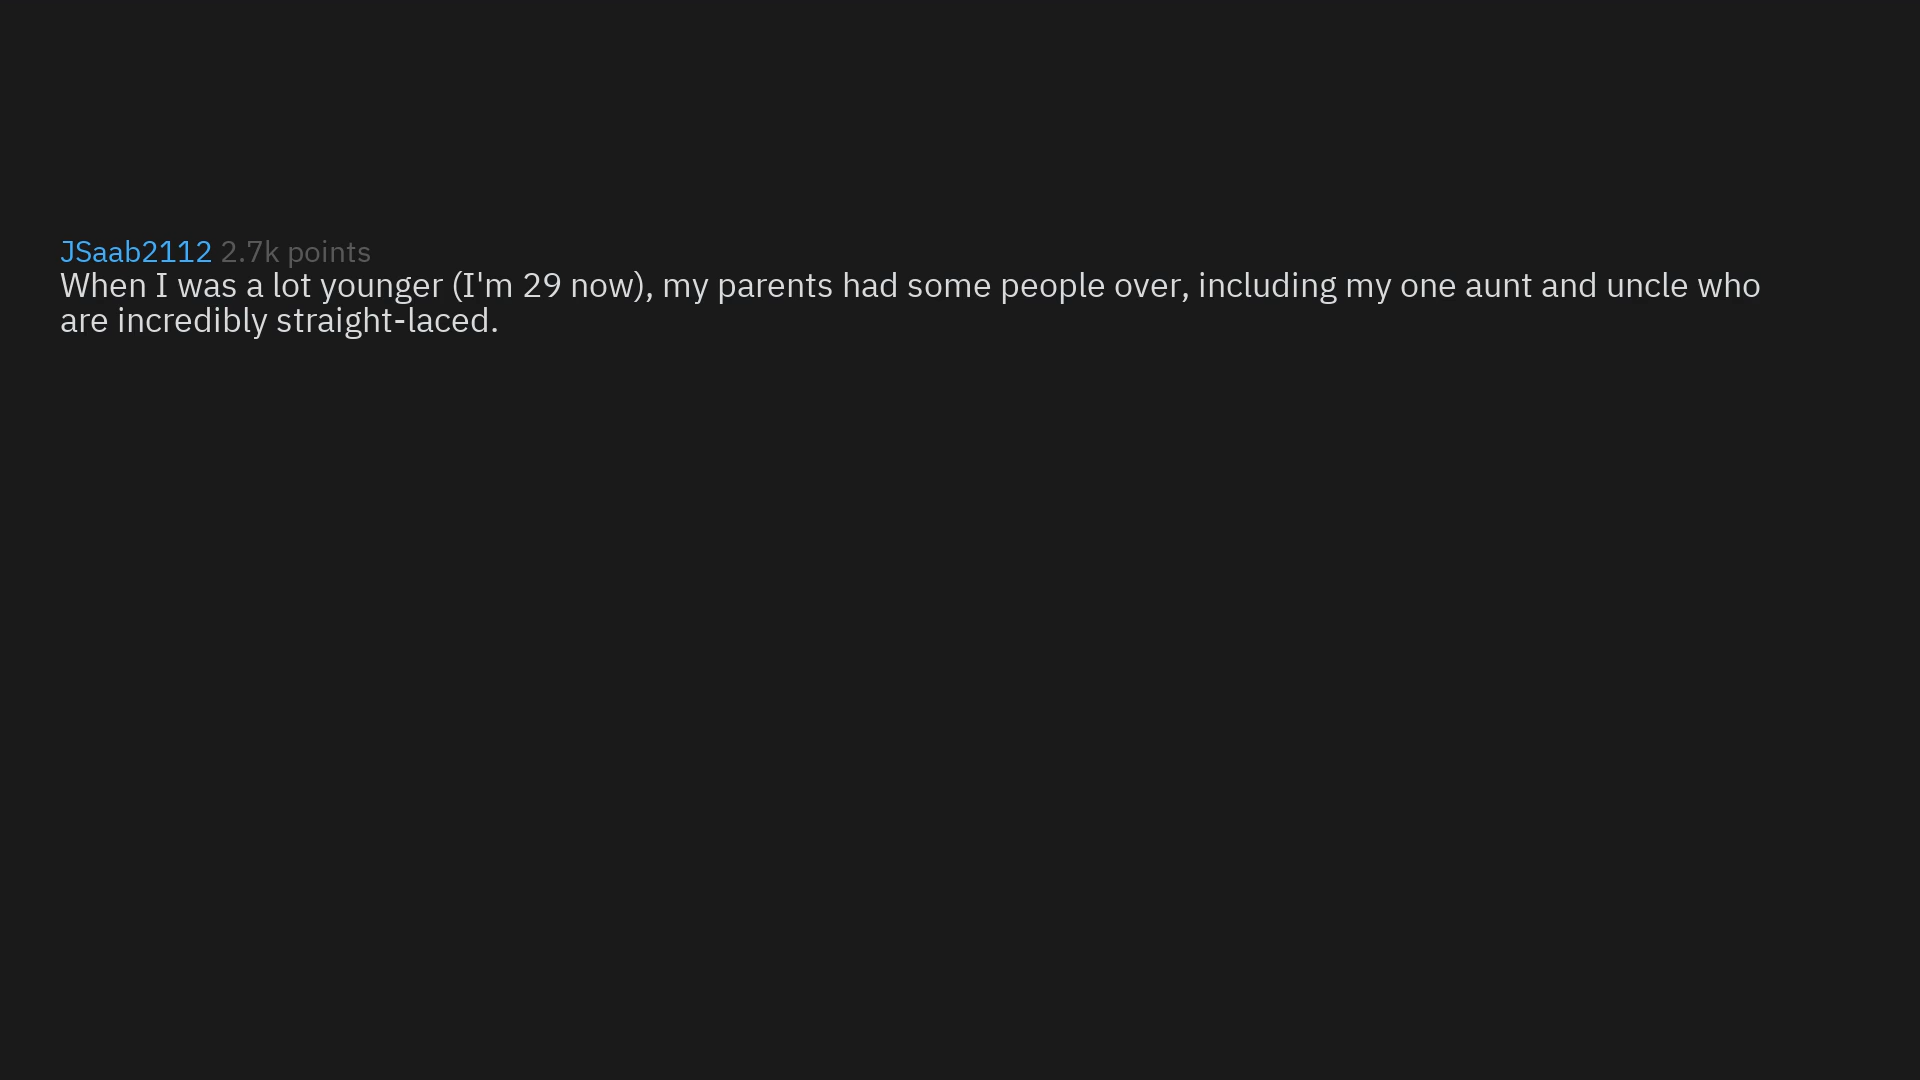 JSaab2112 2.7k points
When I was a lot younger (I'm 29 now), my parents had some people over, including my one aunt and uncle who
are incredibly straight-laced.